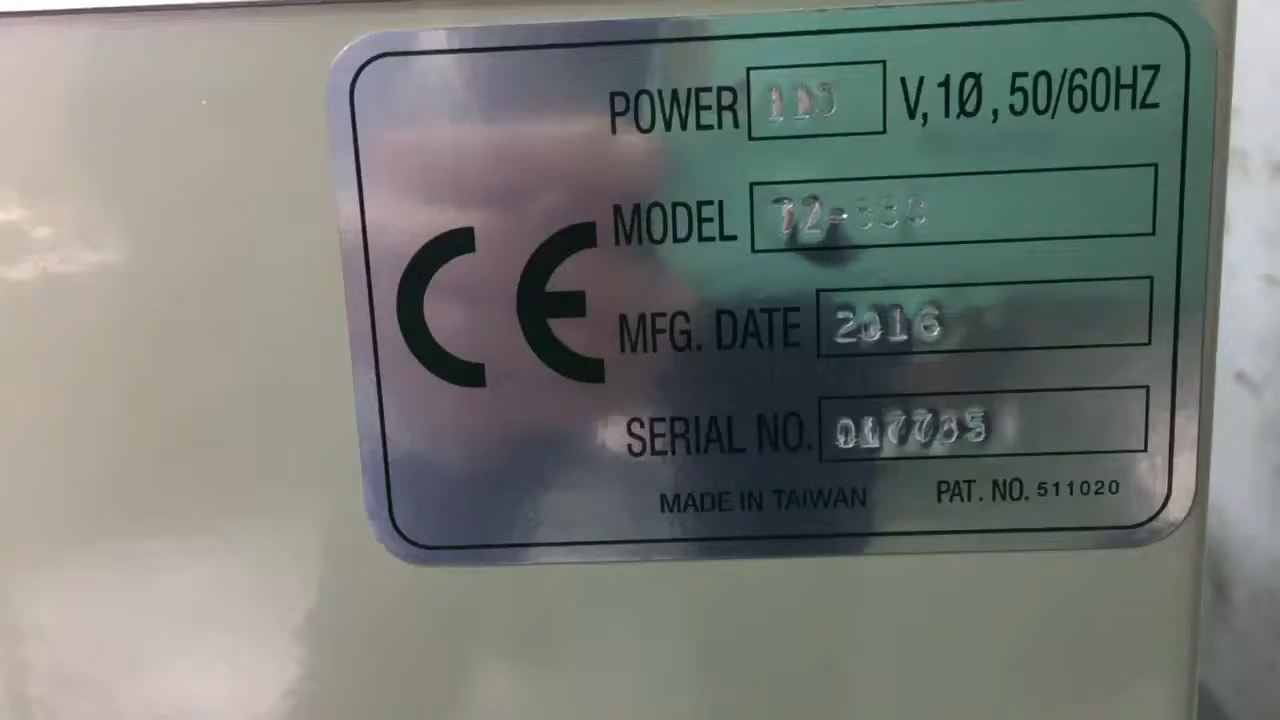 POWER 110 V, 1Ø, 50/60HZ
MODEL
CE
MFG. DATE 2016
SERIAL NO.
MADE IN TAIWAN PAT. NO. 511020